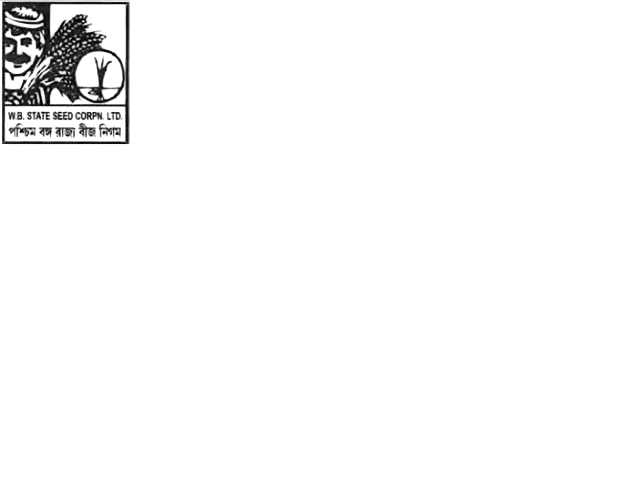 W.B. STATE SEED CORPN. LTD.
পশ্চিম বঙ্গ রাজ্য বীজ নিগম